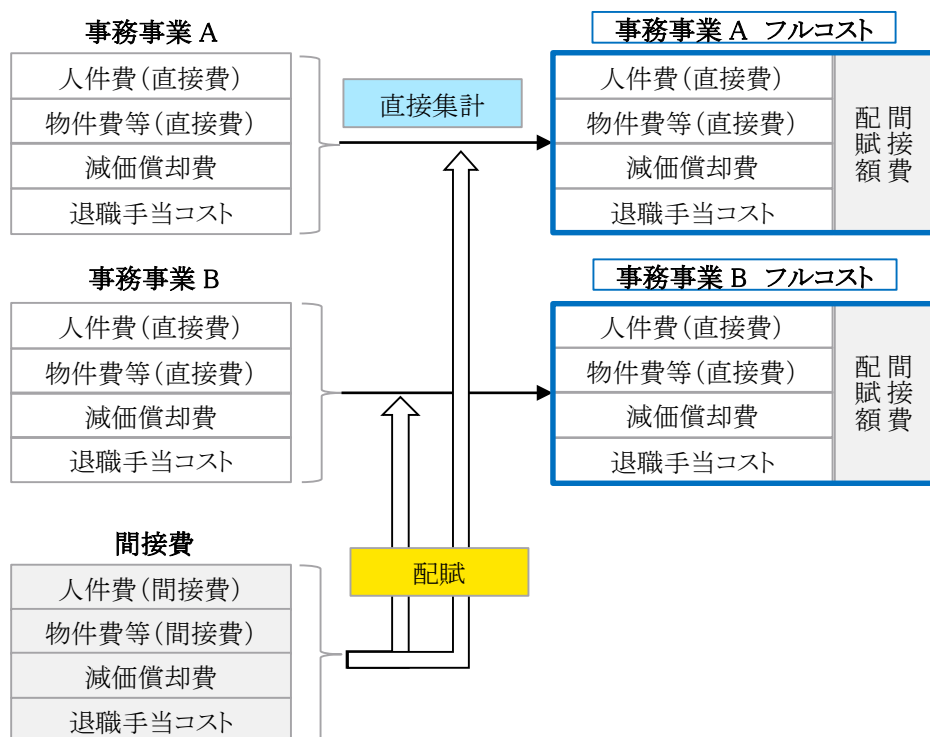 事務事業 A
人件費(直接費)
物件費等(直接費)
減価償却費
退職手当コスト
直接集計
事務事業 A フルコスト
人件費(直接費)
物件費等(直接費)
減価償却費
退職手当コスト
間接費
配賦額
事務事業 B
人件費(直接費)
物件費等(直接費)
減価償却費
退職手当コスト
事務事業 B フルコスト
人件費(直接費)
物件費等(直接費)
減価償却費
退職手当コスト
間接費
配賦額
間接費
人件費(間接費)
物件費等(間接費)
減価償却費
退職手当コスト
配賦